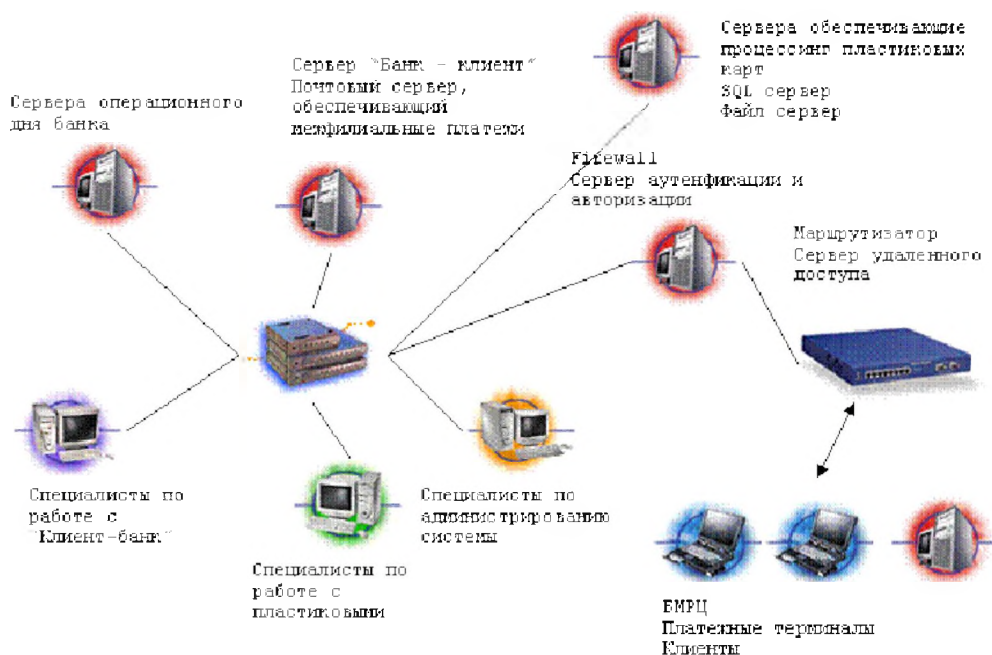 Сервера обеспечивающие
процессинг пластиковых
карт
SQL сервер
Файл сервер
Сервер "Банк - клиент"
Почтовый сервер,
обеспечивающий
межфилиальные платежи
Сервера операционного
дня банка
Firewall
Сервер аутенфикации и
авторизации
Маршрутизатор
Сервер удаленного
доступа
Специалисты по
работе с
"Клиент-банк"
Специалисты по
администрированию
системы
Специалисты по
работе с
пластиковыми
БМРЦ
Платежные терминалы
Клиенты